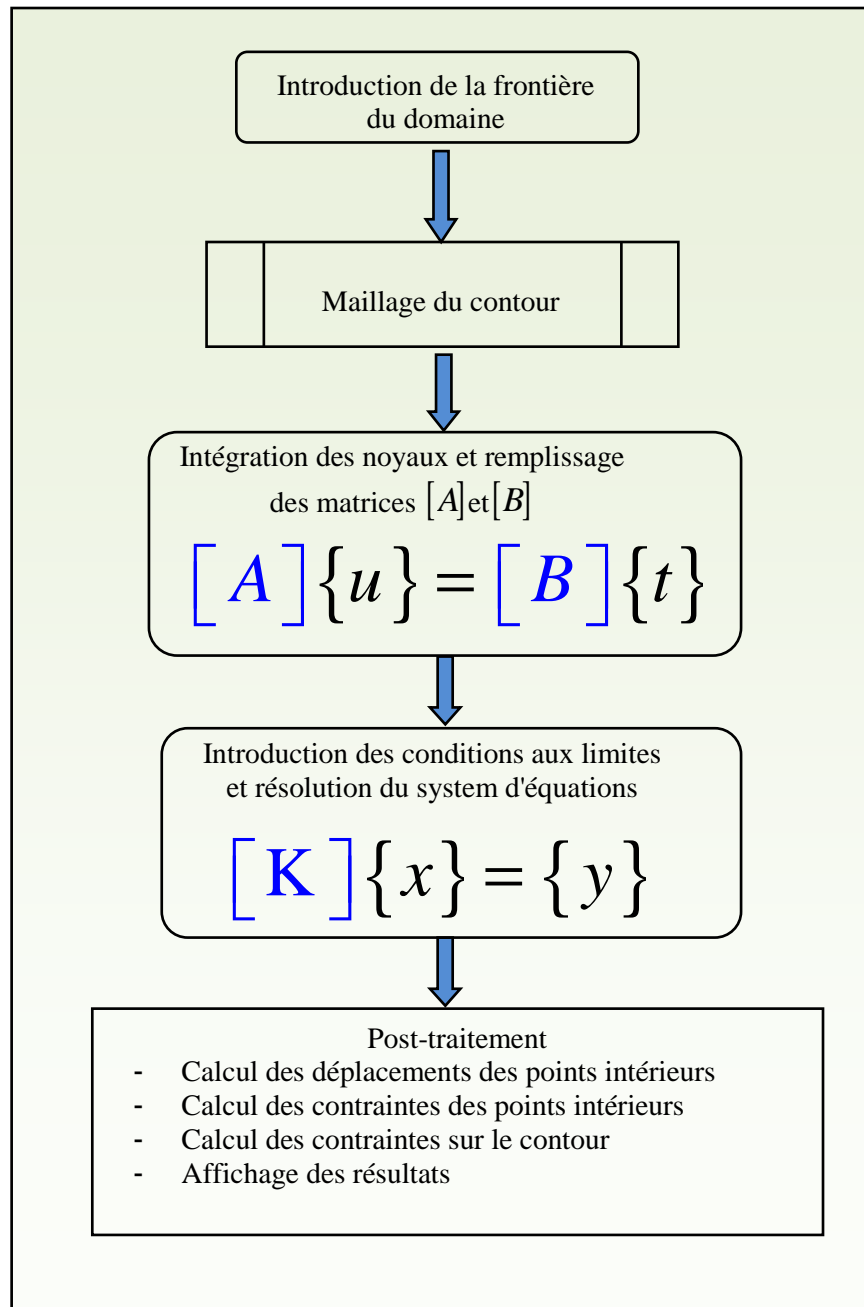 Introduction de la frontière
du domaine
Maillage du contour
Intégration des noyaux et remplissage
des matrices [A] et [B]
[A]{u} = [B]{t}
Introduction des conditions aux limites
et résolution du system d'équations
[K]{x} = {y}
Post-traitement
- Calcul des déplacements des points intérieurs
- Calcul des contraintes des points intérieurs
- Calcul des contraintes sur le contour
- Affichage des résultats